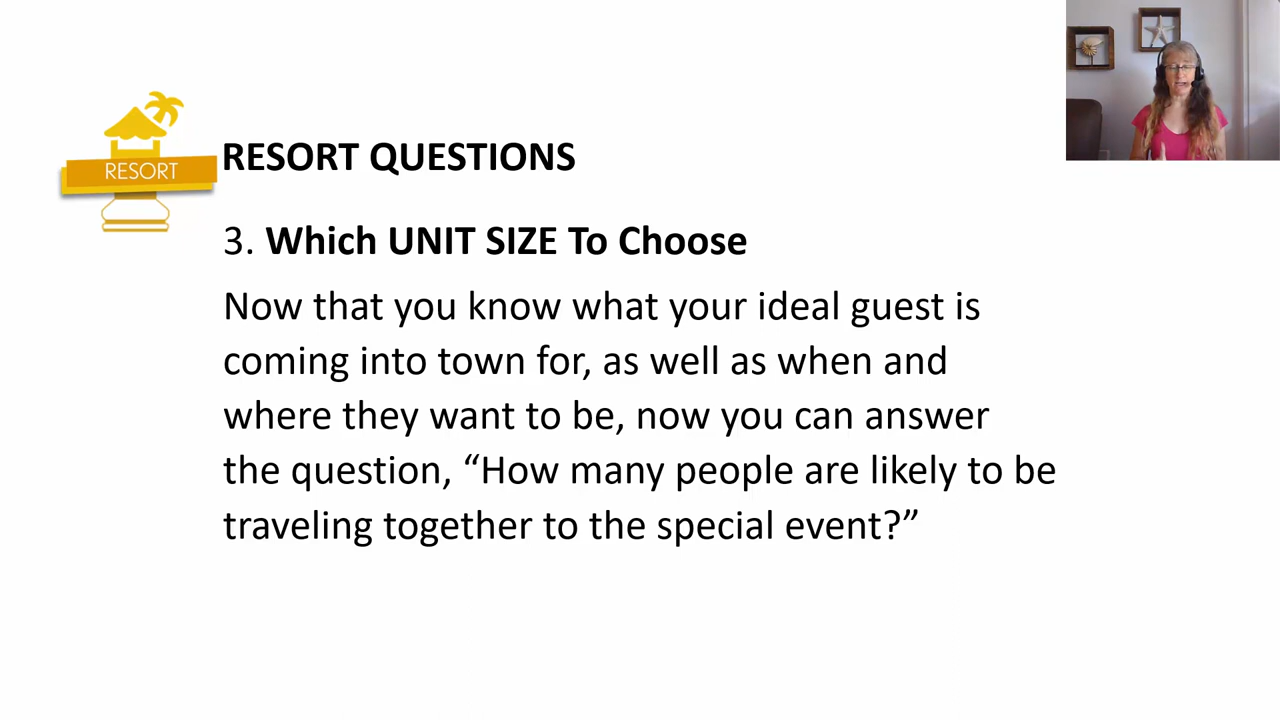 RESORT
RESORT QUESTIONS
3. Which UNIT SIZE To Choose
Now that you know what your ideal guest is
coming into town for, as well as when and
where they want to be, now you can answer
the question, “How many people are likely to be
traveling together to the special event?”